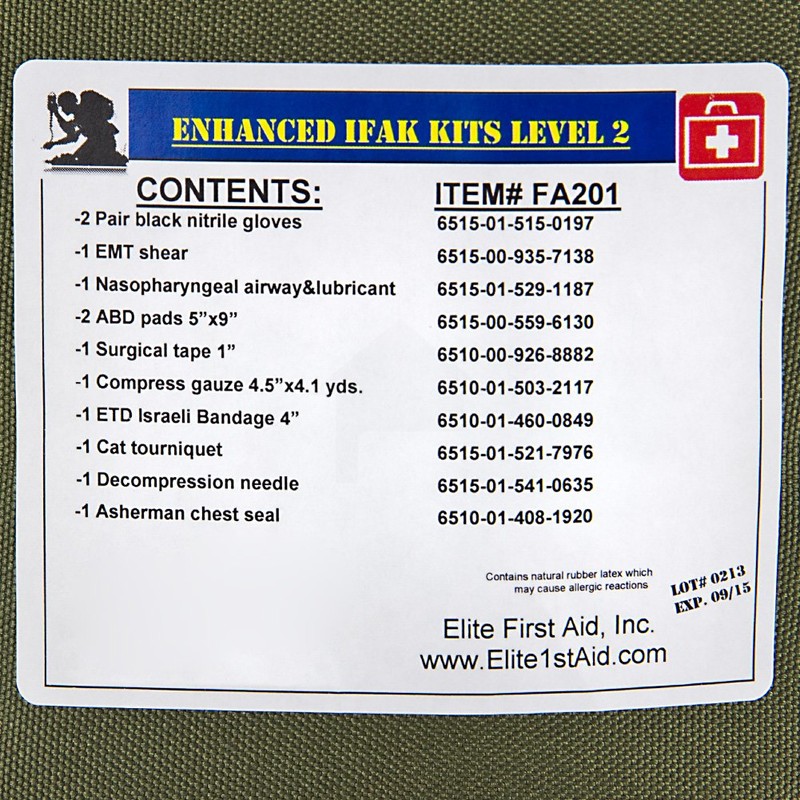 ENHANCED IFAK KITS LEVEL 2
CONTENTS: ITEM# FA201
-2 Pair black nitrile gloves 6515-01-515-0197
-1 EMT shear 6515-00-935-7138
-1 Nasopharyngeal airway&lubricant 6515-01-529-1187
-2 ABD pads 5”x9” 6515-00-559-6130
-1 Surgical tape 1” 6510-00-926-8882
-1 Compress gauze 4.5”x4.1 yds. 6510-01-503-2117
-1 ETD Israeli Bandage 4” 6510-01-460-0849
-1 Cat tourniquet 6515-01-521-7976
-1 Decompression needle 6515-01-541-0635
-1 Asherman chest seal 6510-01-408-1920
Contains natural rubber latex which
may cause allergic reactions
LOT# 0213
EXP. 09/15
Elite First Aid, Inc.
www.Elite1stAid.com